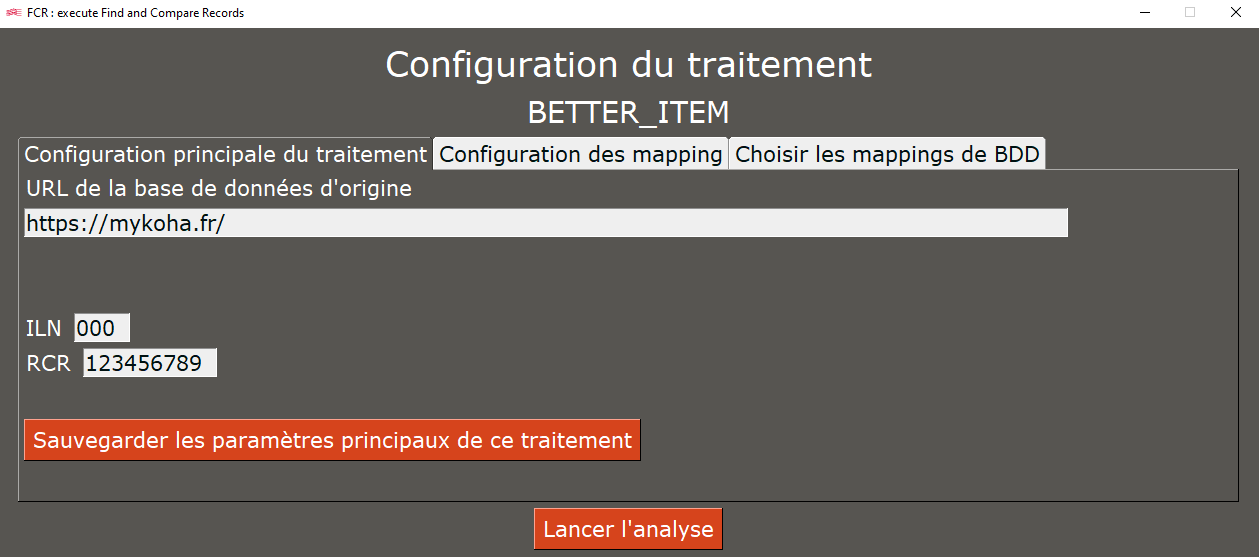 FCR : execute Find and Compare Records
Configuration du traitement
BETTER_ITEM
Configuration principale du traitement Configuration des mapping Choisir les mappings de BDD
URL de la base de données d'origine
https://mykoha.fr/
ILN 000
RCR 123456789
Sauvegarder les paramètres principaux de ce traitement
Lancer l'analyse